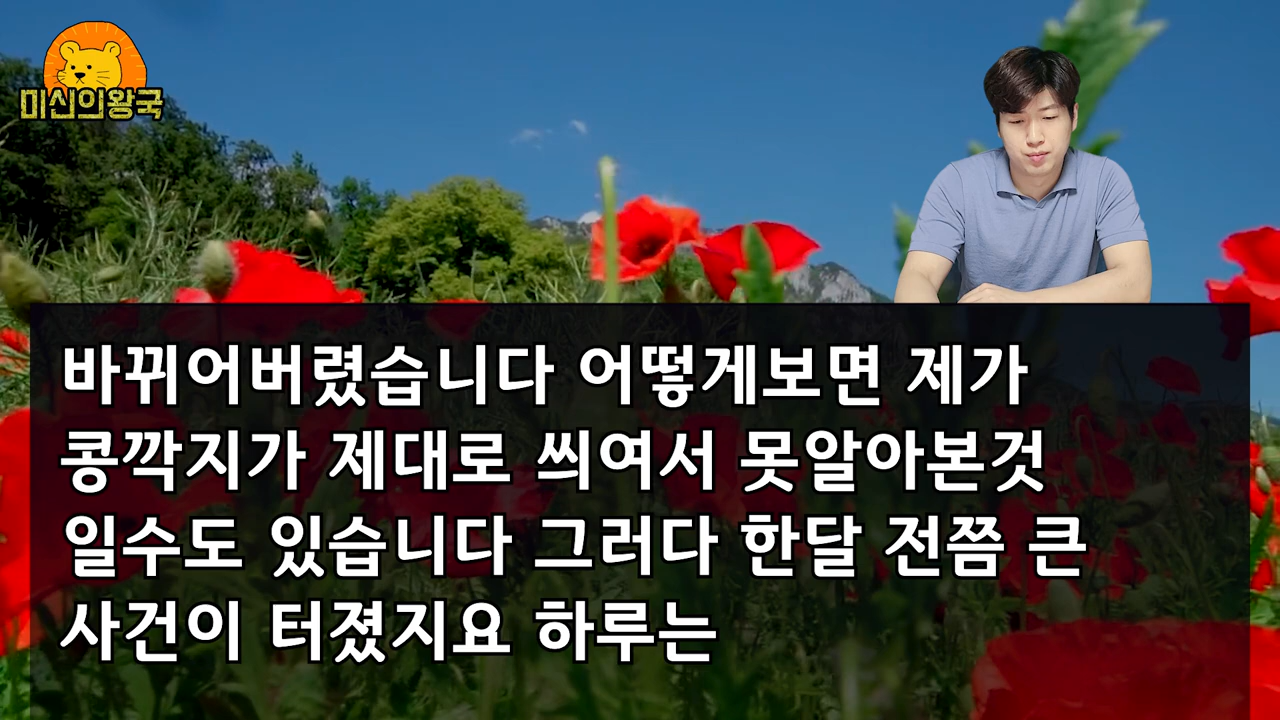 미신의왕국
바뀌어버렸습니다 어떻게보면 제가
콩깍지가 제대로 씌여서 못알아본것
일수도 있습니다 그러다 한달 전쯤 큰
사건이 터졌지요 하루는